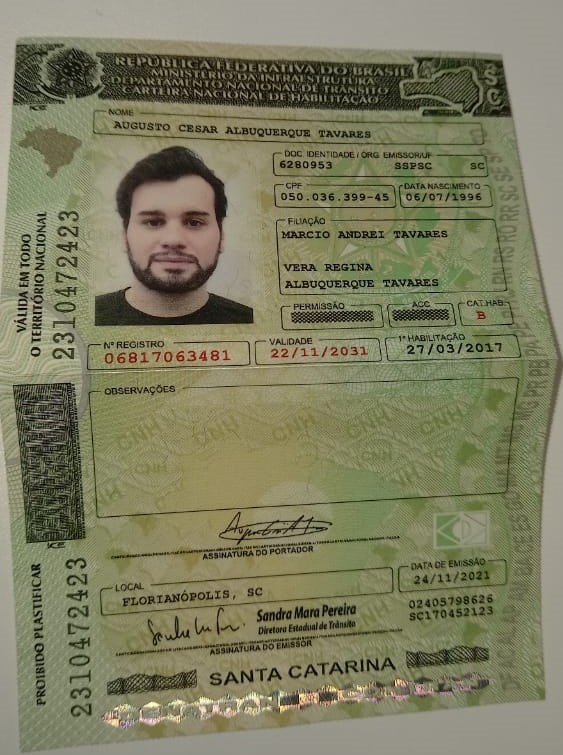 REPÚBLICA FEDERATIVA DO BRASIL
MINISTÉRIO DA INFRAESTRUTURA
DEPARTAMENTO NACIONAL DE TRÂNSITO
CARTEIRA NACIONAL DE HABILITAÇÃO
SC
NOME
AUGUSTO CESAR ALBUQUERQUE TAVARES
DOC. IDENTIDADE / ÓRG. EMISSOR/UF
6280953 SSPSC SC
CPF
050.036.399-45
DATA NASCIMENTO
06/07/1996
FILIAÇÃO
MARCIO ANDREI TAVARES
VERA REGINA
ALBUQUERQUE TAVARES
PERMISSÃO
ACC
CAT.HAB.
B
Nº REGISTRO
06817063481
VALIDADE
22/11/2031
1ª HABILITAÇÃO
27/03/2017
VÁLIDA EM TODO
O TERRITÓRIO NACIONAL
2310472423
OBSERVAÇÕES
CNH CNH CNH CNH
ASSINATURA DO PORTADOR
LOCAL
FLORIANÓPOLIS, SC
DATA DE EMISSÃO
24/11/2021
02405798626
SC170452123
Sandra Mara Pereira
Diretora Estadual de Trânsito
ASSINATURA DO EMISSOR
PROIBIDO PLASTIFICAR
2310472423
SANTA CATARINA